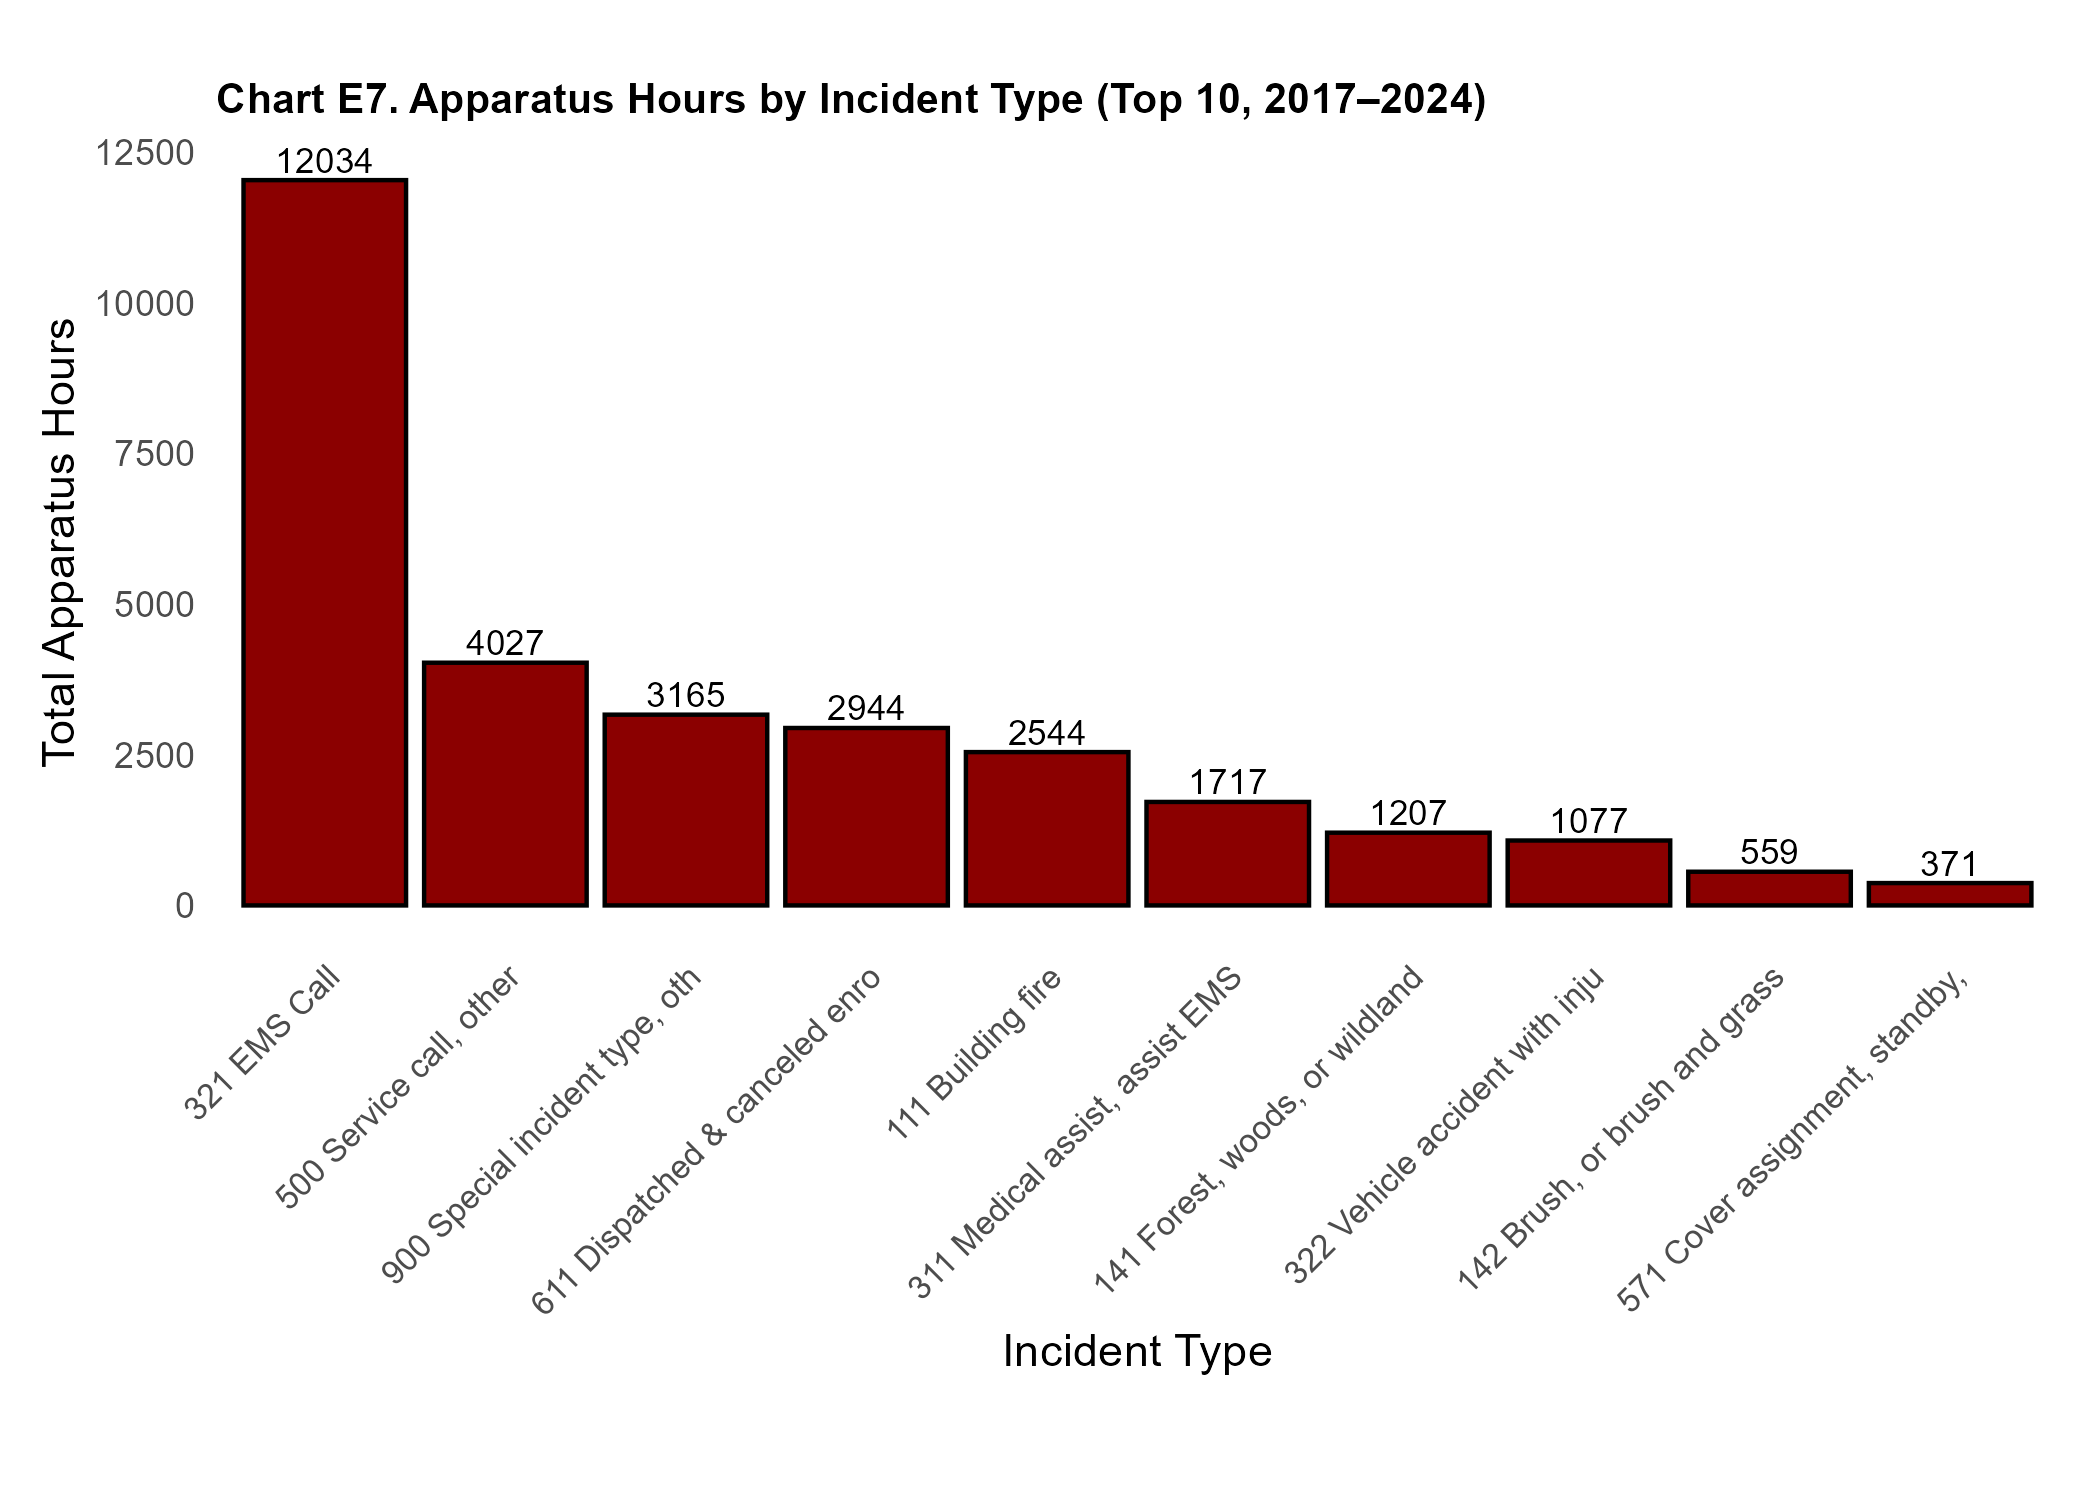 Chart E7. Apparatus Hours by Incident Type (Top 10, 2017–2024)
Total Apparatus Hours
12500
10000
7500
5000
2500
0
12034
4027
3165
2944
2544
1717
1207
1077
559
371
321 EMS Call
500 Service call, other
900 Special incident type, oth
611 Dispatched & canceled enro
111 Building fire
311 Medical assist, assist EMS
141 Forest, woods, or wildland
322 Vehicle accident with inju
142 Brush, or brush and grass
571 Cover assignment, standby,
Incident Type